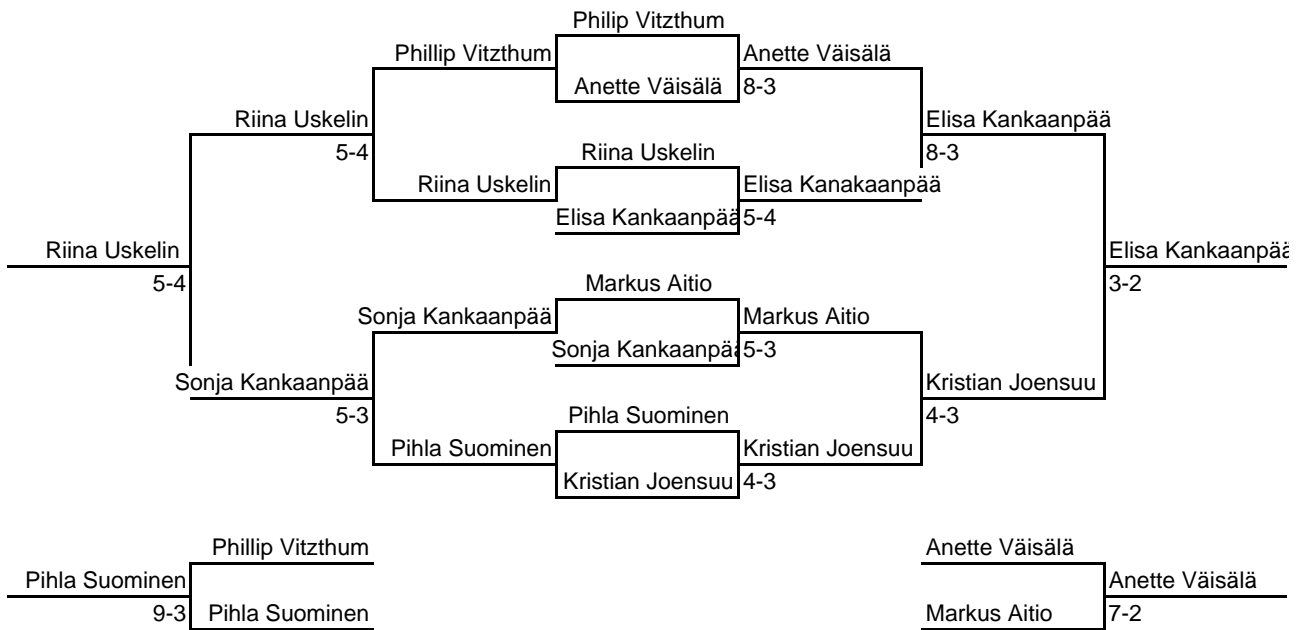 Philip Vitzthum
Phillip Vitzthum
Anette Väisälä
Anette Väisälä
8-3
Riina Uskelin
Elisa Kankaanpää
5-4
Riina Uskelin
8-3
Riina Uskelin
Elisa Kanakaanpää
Elisa Kankaanpää
5-4
Riina Uskelin
Elisa Kankaanpää
5-4
Markus Aitio
3-2
Sonja Kankaanpää
Markus Aitio
Sonja Kankaanpää
5-3
Sonja Kankaanpää
Kristian Joensuu
5-3
Pihla Suominen
4-3
Pihla Suominen
Kristian Joensuu
Kristian Joensuu
4-3
Phillip Vitzthum
Anette Väisälä
Pihla Suominen
Anette Väisälä
9-3
Pihla Suominen
Markus Aitio
7-2